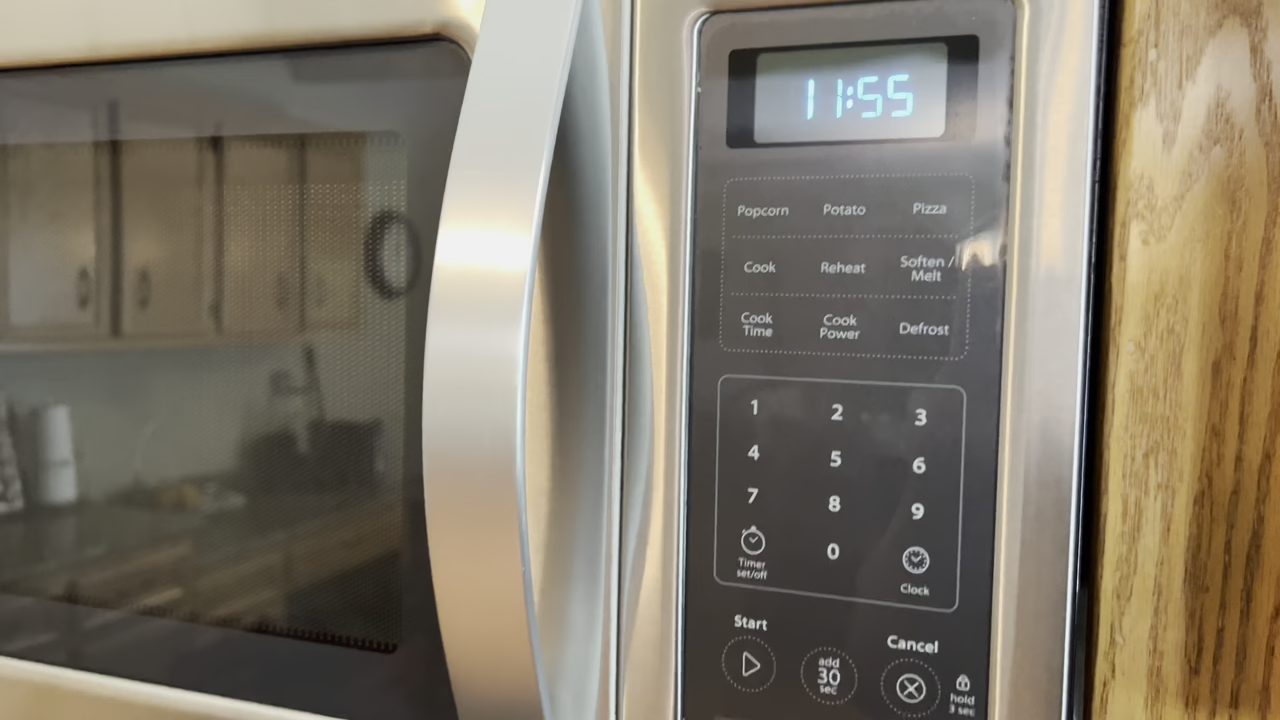 11:55
Popcorn Potato Pizza
Cook Reheat Soften /
Melt
Cook Cook Defrost
Time Power
1 2 3
4 5 6
7 8 9
0
Timer
set/off
Clock
Start
Cancel
add
30
sec
hold
3 sec